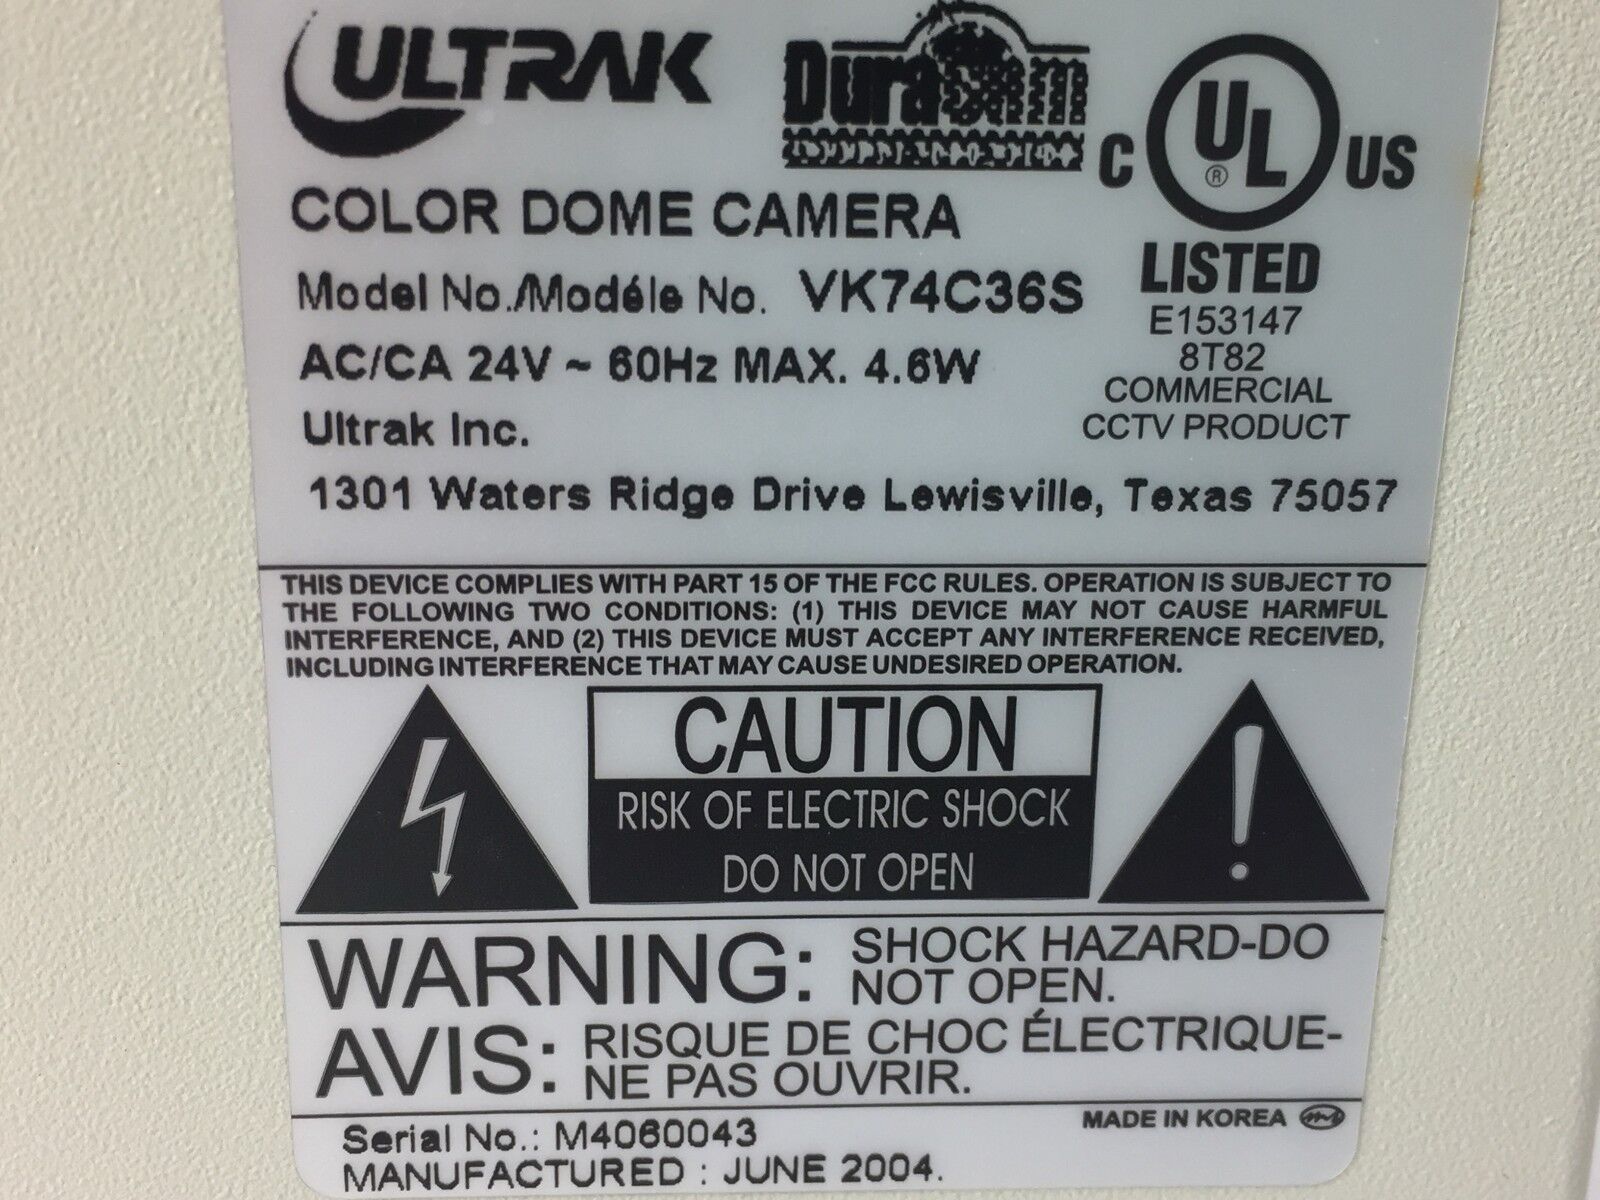 ULTRAK
COLOR DOME CAMERA
Model No./Modéle No. VK74C36S
AC/CA 24V ~ 60Hz MAX. 4.6W
Ultrak Inc.
1301 Waters Ridge Drive Lewisville, Texas 75057
C UL ® US
LISTED
E153147
8T82
COMMERCIAL
CCTV PRODUCT
THIS DEVICE COMPLIES WITH PART 15 OF THE FCC RULES. OPERATION IS SUBJECT TO
THE FOLLOWING TWO CONDITIONS: (1) THIS DEVICE MAY NOT CAUSE HARMFUL
INTERFERENCE, AND (2) THIS DEVICE MUST ACCEPT ANY INTERFERENCE RECEIVED,
INCLUDING INTERFERENCE THAT MAY CAUSE UNDESIRED OPERATION.
CAUTION
RISK OF ELECTRIC SHOCK
DO NOT OPEN
WARNING: SHOCK HAZARD-DO
NOT OPEN.
AVIS: RISQUE DE CHOC ÉLECTRIQUE-
NE PAS OUVRIR.
MADE IN KOREA
Serial No.: M4060043
MANUFACTURED : JUNE 2004.